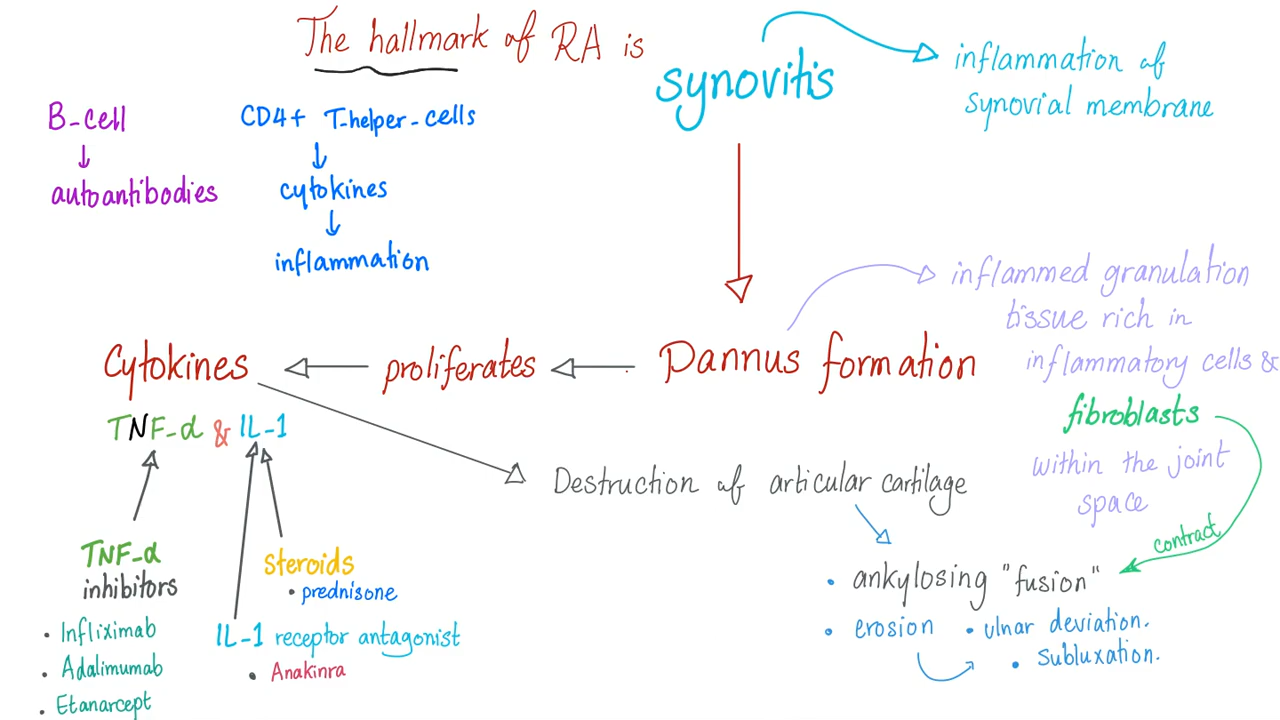 The hallmark of RA is
synovitis
inflammation of
synovial membrane
B-cell
autoantibodies
CD4+ T-helper-cells
cytokines
inflammation
inflammed granulation
tissue rich in
inflammatory cells &
fibroblasts
within the joint
space
contract
Pannus formation
proliferates
Cytokines
TNF-α & IL-1
Destruction of articular cartilage
• ankylosing "fusion"
• erosion • ulnar deviation.
• subluxation.
TNF-α
inhibitors
• Infliximab
• Adalimumab
• Etanarcept
Steroids
• prednisone
IL-1 receptor antagonist
• Anakinra